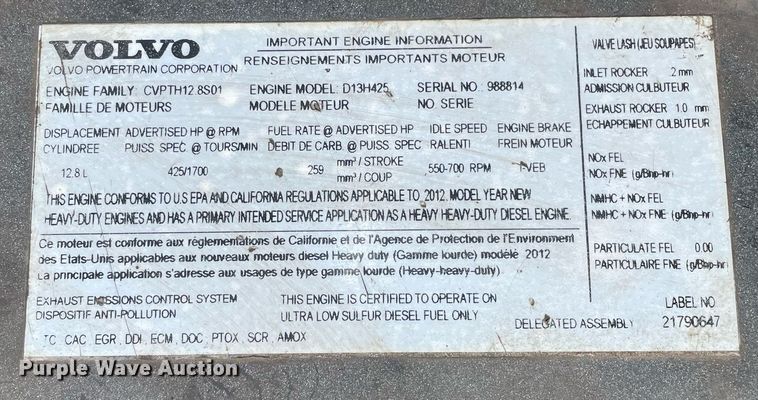 VOLVO
VOLVO POWERTRAIN CORPORATION
IMPORTANT ENGINE INFORMATION
RENSEIGNEMENTS IMPORTANTS MOTEUR
ENGINE FAMILY: CVPTH12.8S01 ENGINE MODEL: D13H425 SERIAL NO.: 988814
FAMILLE DE MOTEURS MODELE MOTEUR NO SERIE
DISPLACEMENT ADVERTISED HP @ RPM FUEL RATE @ ADVERTISED HP IDLE SPEED ENGINE BRAKE
CYLINDREE PUISS SPEC @ TOURS/MIN DEBIT DE CARB. @ PUISS SPEC RALENTI FREIN MOTEUR
12.8 L 425/1700 259 mm³ / STROKE 550-700 RPM VEB
mm³ / COUP
THIS ENGINE CONFORMS TO U.S EPA AND CALIFORNIA REGULATIONS APPLICABLE TO, 2012. MODEL YEAR NEW
HEAVY-DUTY ENGINES AND HAS A PRIMARY INTENDED SERVICE APPLICATION AS A HEAVY HEAVY-DUTY DIESEL ENGINE.
Ce moteur est conforme aux réglementations de Californie et de l'Agence de Protection de l'Environment
des Etats-Unis applicables aux nouveaux moteurs diesel Heavy duty (Gamme lourde) modèle 2012
La principale application s'adresse aux usages de type gamme lourde (Heavy-heavy-duty)
EXHAUST EMISSIONS CONTROL SYSTEM
DISPOSITIF ANTI-POLLUTION
THIS ENGINE IS CERTIFIED TO OPERATE ON
ULTRA LOW SULFUR DIESEL FUEL ONLY
TC, CAC, EGR, DDI, ECM, DOC, PTOX, SCR, AMOX
DELEGATED ASSEMBLY
VALVE LASH (JEU SOUPAPES)
INLET ROCKER .2 mm
ADMISSION CULBUTEUR
EXHAUST ROCKER 1.0 mm
ECHAPPEMENT CULBUTEUR
NOx FEL
NOx FNE (g/Bhp-hr)
NMHC + NOx FEL
NMHC + NOx FNE (g/Bhp-hr)
PARTICULATE FEL 0.00
PARTICULAIRE FNE (g/Bhp-hr)
LABEL NO
21790647
Purple Wave Auction